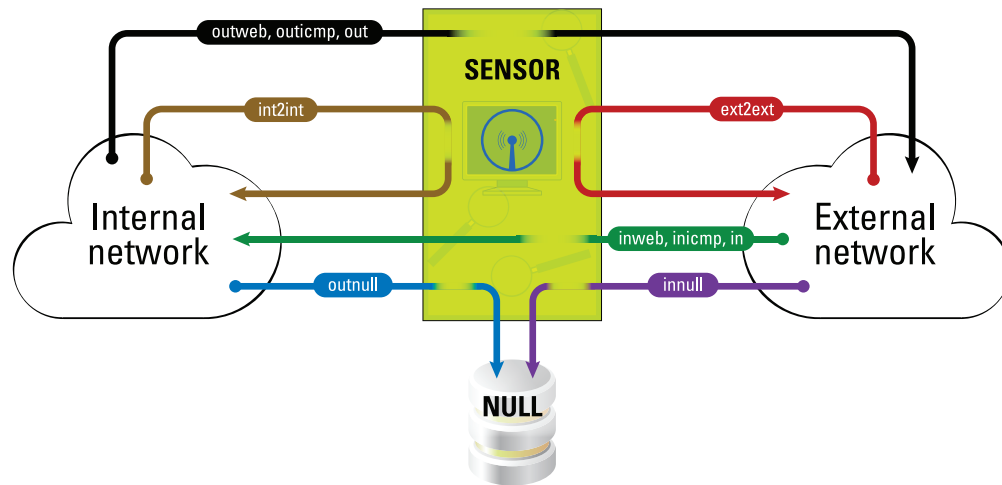 outweb, outicmp, out
SENSOR
int2int
ext2ext
Internal
network
External
network
inweb, inicmp, in
outnull
innull
NULL